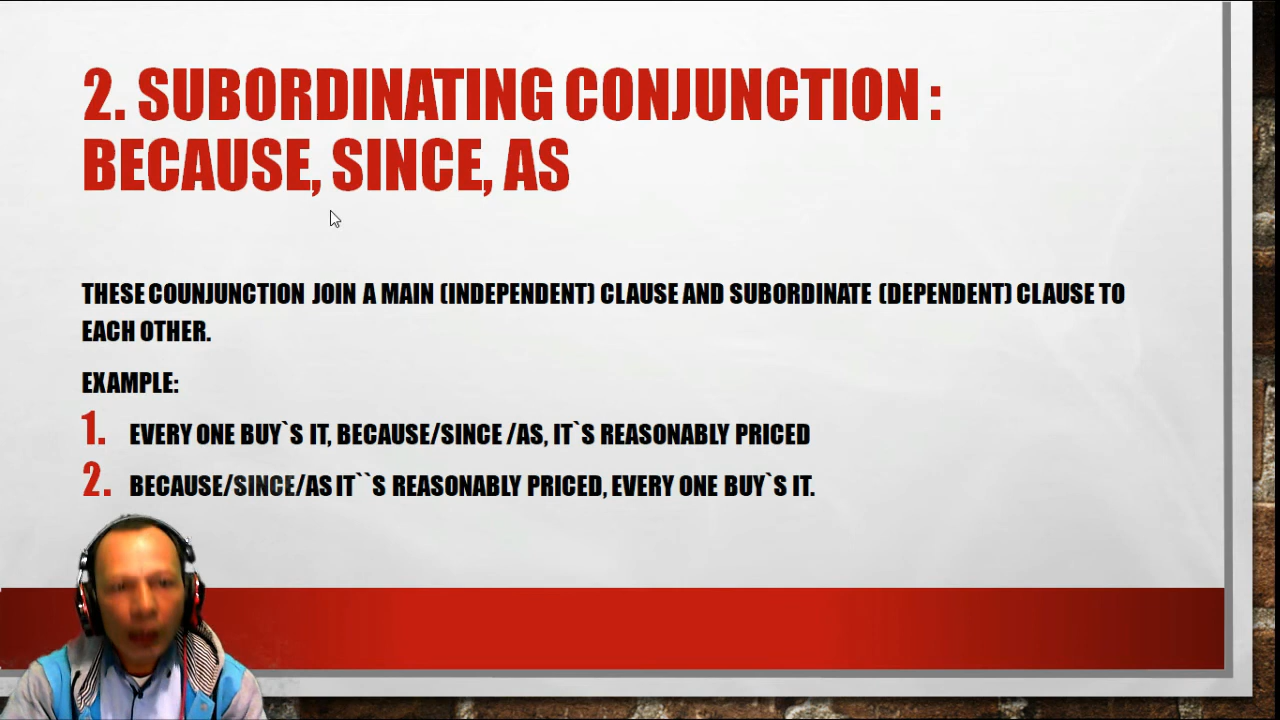 2. SUBORDINATING CONJUNCTION :
BECAUSE, SINCE, AS
THESE COUNJUNCTION JOIN A MAIN (INDEPENDENT) CLAUSE AND SUBORDINATE (DEPENDENT) CLAUSE TO
EACH OTHER.
EXAMPLE:
1. EVERY ONE BUY`S IT, BECAUSE/SINCE /AS, IT`S REASONABLY PRICED
2. BECAUSE/SINCE/AS IT``S REASONABLY PRICED, EVERY ONE BUY`S IT.